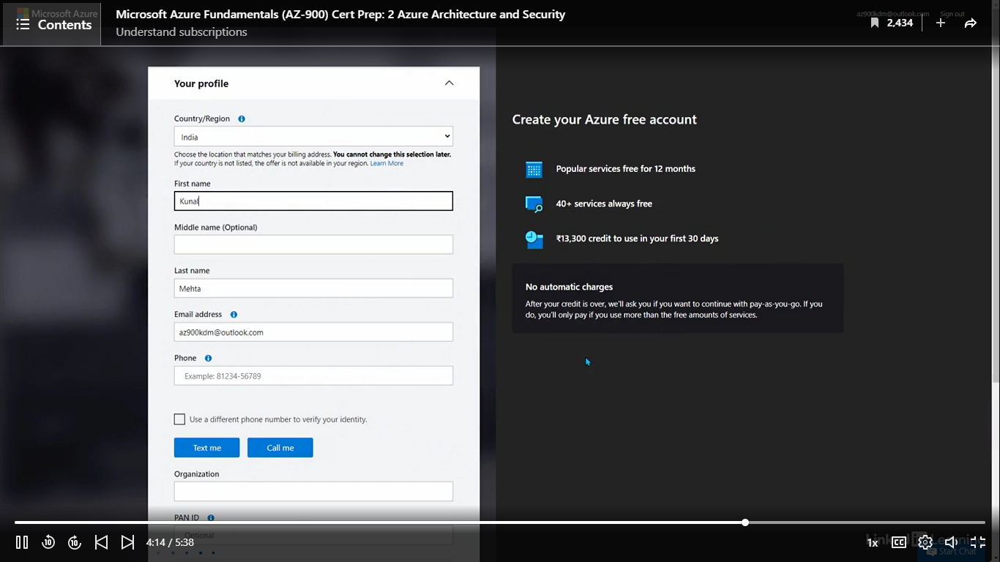 Microsoft Azure
Contents
Microsoft Azure Fundamentals (AZ-900) Cert Prep: 2 Azure Architecture and Security
Understand subscriptions
az900kdm@outlook.com Sign out
2,434
Your profile
Country/Region
India
Choose the location that matches your billing address. You cannot change this selection later.
If your country is not listed, the offer is not available in your region. Learn More
First name
Kunal
Middle name (Optional)
Last name
Mehta
Email address
az900kdm@outlook.com
Phone
Example: 81234-56789
Use a different phone number to verify your identity.
Text me Call me
Organization
PAN ID
Optional
Create your Azure free account
Popular services free for 12 months
40+ services always free
₹13,300 credit to use in your first 30 days
No automatic charges
After your credit is over, we'll ask you if you want to continue with pay-as-you-go. If you
do, you'll only pay if you use more than the free amounts of services.
10 10 4:14 / 5:38
1x CC
LinkedIn Learning
Start Chat